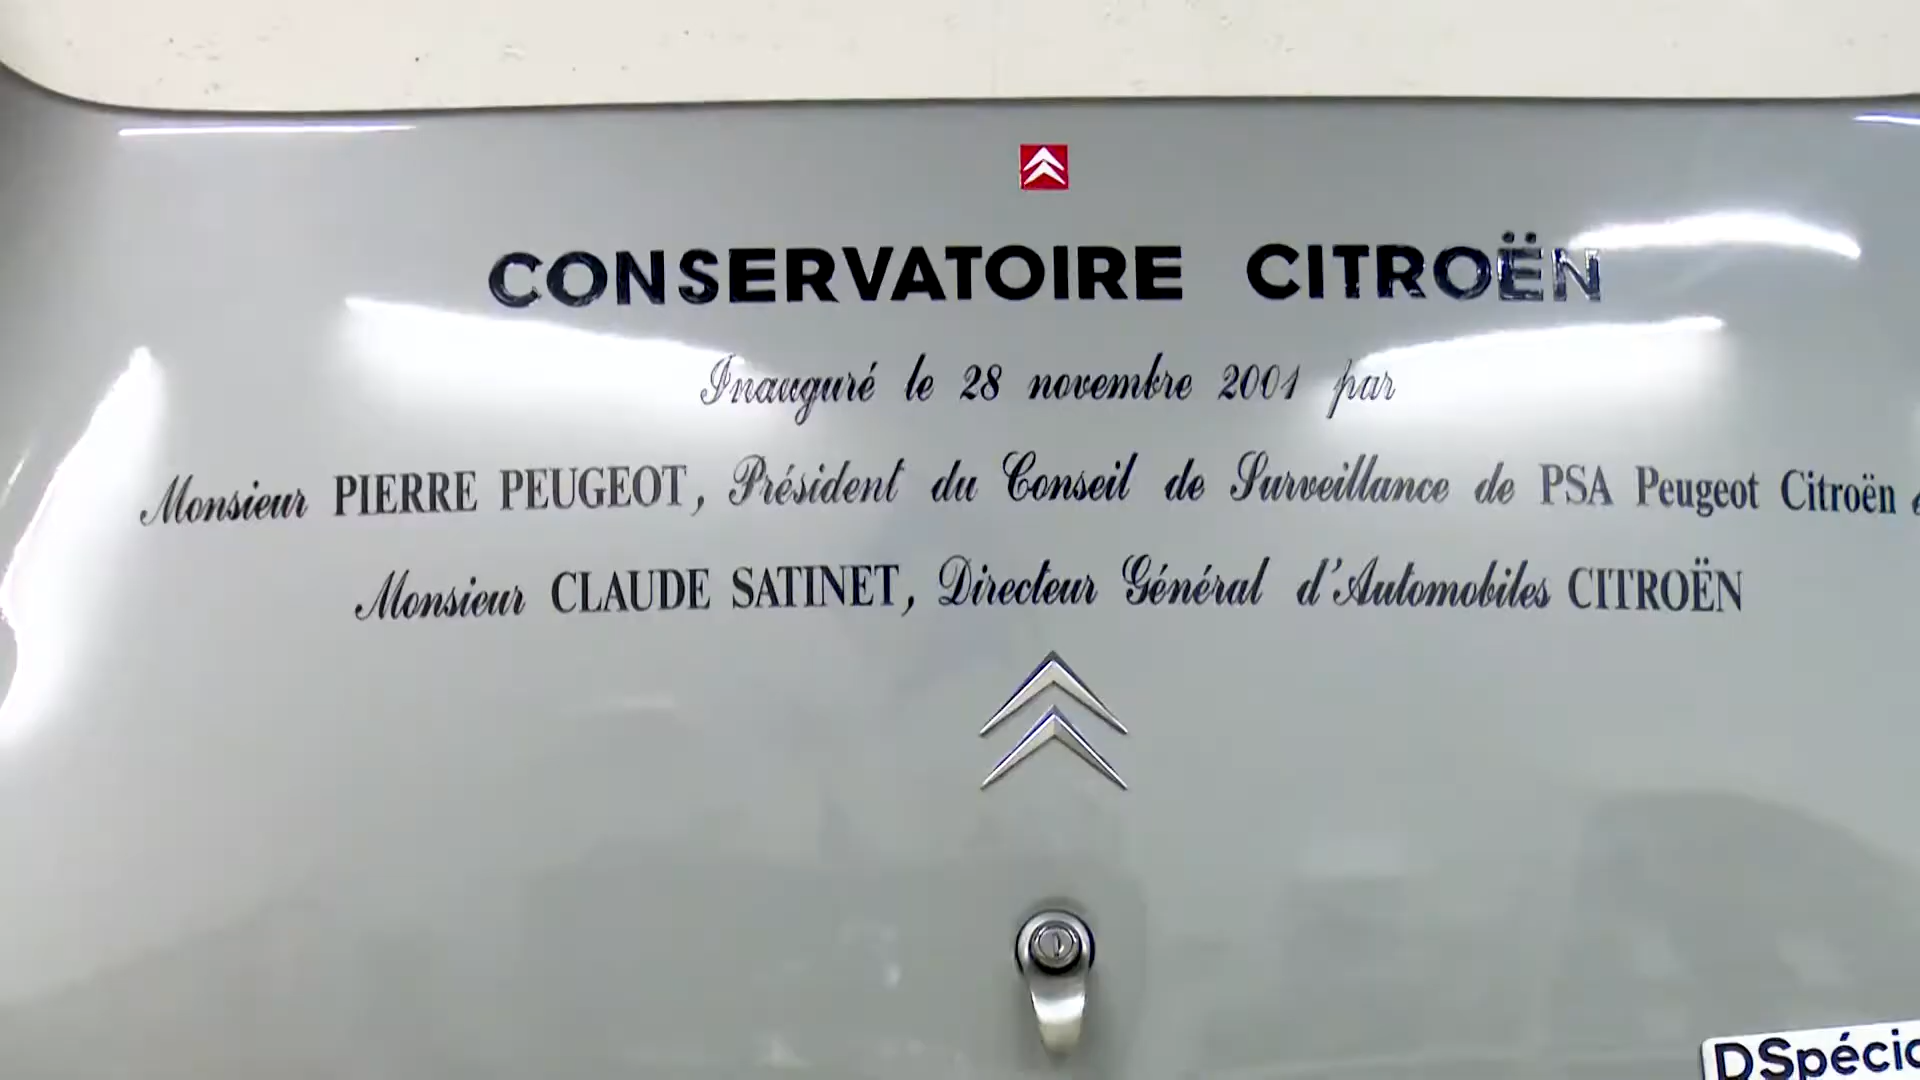 CONSERVATOIRE CITROËN
Inauguré le 28 novembre 2001 par
Monsieur PIERRE PEUGEOT, Président du Conseil de Surveillance de PSA Peugeot Citroën
Monsieur CLAUDE SATINET, Directeur Général d'Automobiles CITROËN